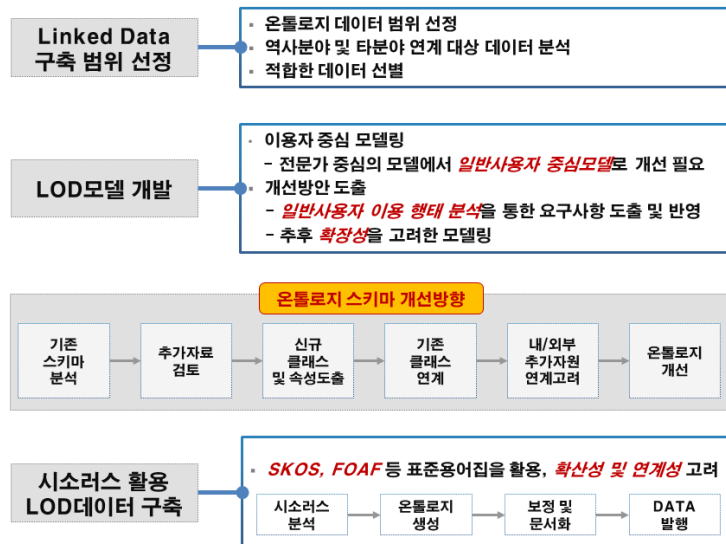 Linked Data
구축 범위 선정
▪ 온톨로지 데이터 범위 선정
▪ 역사분야 및 타분야 연계 대상 데이터 분석
▪ 적합한 데이터 선별
LOD모델 개발
▪ 이용자 중심 모델링
– 전문가 중심의 모델에서 일반사용자 중심모델로 개선 필요
▪ 개선방안 도출
– 일반사용자 이용 행태 분석을 통한 요구사항 도출 및 반영
– 추후 확장성을 고려한 모델링
온톨로지 스키마 개선방향
기존
스키마
분석
추가자료
검토
신규
클래스
및 속성도출
기존
클래스
연계
내/외부
추가자원
연계고려
온톨로지
개선
시소러스 활용
LOD데이터 구축
▪ SKOS, FOAF 등 표준용어집을 활용, 확산성 및 연계성 고려
시소러스
분석
온톨로지
생성
보정 및
문서화
DATA
발행